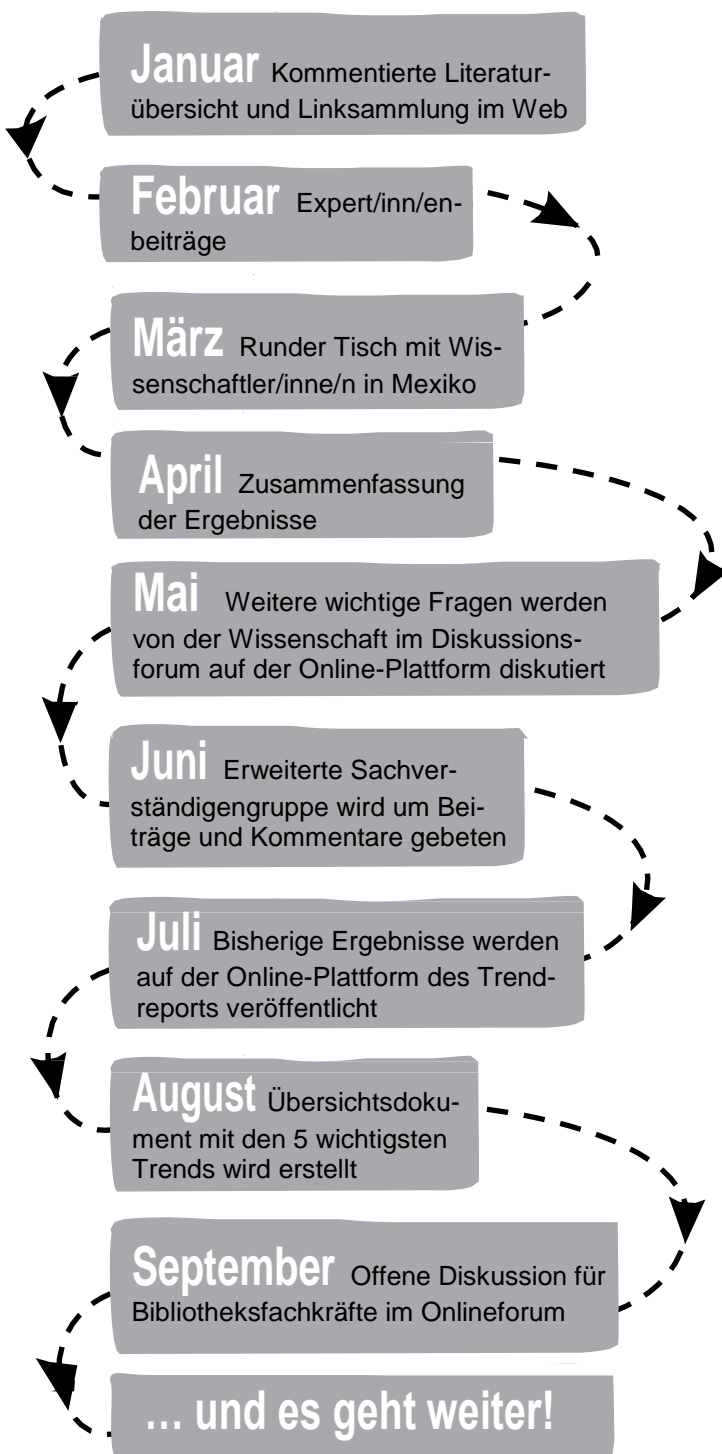 Januar Kommentierte Literatur-
übersicht und Linksammlung im Web
Februar Expert/inn/en-
beiträge
März Runder Tisch mit Wis-
senschaftler/inne/n in Mexiko
April Zusammenfassung
der Ergebnisse
Mai Weitere wichtige Fragen werden
von der Wissenschaft im Diskussions-
forum auf der Online-Plattform diskutiert
Juni Erweiterte Sachver-
ständigengruppe wird um Bei-
träge und Kommentare gebeten
Juli Bisherige Ergebnisse werden
auf der Online-Plattform des Trend-
reports veröffentlicht
August Übersichtsdoku-
ment mit den 5 wichtigsten
Trends wird erstellt
September Offene Diskussion für
Bibliotheksfachkräfte im Onlineforum
... und es geht weiter!